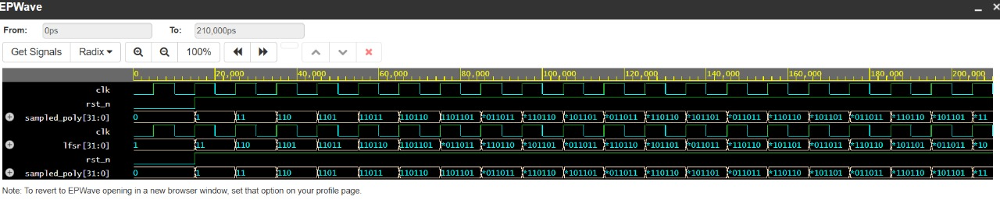 EPWave
From: 0ps To: 210,000ps
Get Signals Radix 100%
0 20,000 40,000 60,000 80,000 100,000 120,000 140,000 160,000 180,000 200,000
clk
rst_n
sampled_poly[31:0] 0 1 11 110 1101 11011 110110 1101101 *011011 *110110 *101101 *011011 *110110 *101101 *011011 *110110 *101101 *011011 *110110 *101101 *11
clk
lfsr[31:0] 1 11 110 1101 11011 110110 1101101 *011011 *110110 *101101 *011011 *110110 *101101 *011011 *110110 *101101 *011011 *110110 *101101 *011011 *10
rst_n
sampled_poly[31:0] 0 1 11 110 1101 11011 110110 1101101 *011011 *110110 *101101 *011011 *110110 *101101 *011011 *110110 *101101 *011011 *110110 *101101 *11
Note: To revert to EPWave opening in a new browser window, set that option on your profile page.